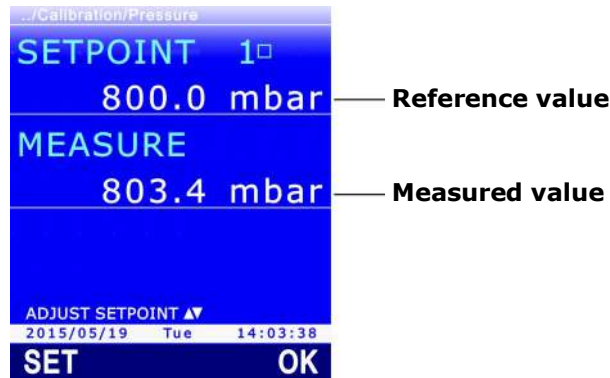 ../Calibration/Pressure
SETPOINT 1□
800.0 mbar Reference value
MEASURE
803.4 mbar Measured value
ADJUST SETPOINT ▲▼
2015/05/19 Tue 14:03:38
SET OK